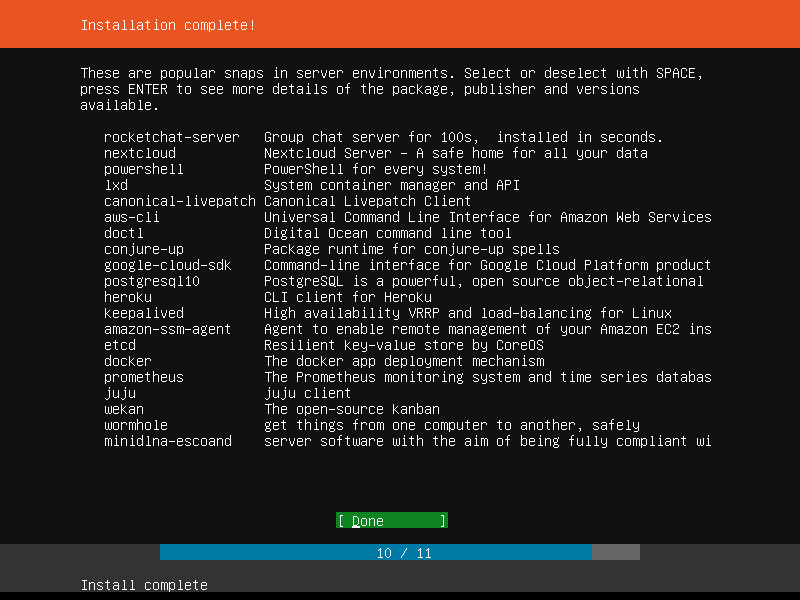 Installation complete!
These are popular snaps in server environments. Select or deselect with SPACE,
press ENTER to see more details of the package, publisher and versions
available.
rocketchat-server Group chat server for 100s, installed in seconds.
nextcloud Nextcloud Server - A safe home for all your data
powershell PowerShell for every system!
lxd System container manager and API
canonical-livepatch Canonical Livepatch Client
aws-cli Universal Command Line Interface for Amazon Web Services
doctl Digital Ocean command line tool
conjure-up Package runtime for conjure-up spells
google-cloud-sdk Command-line interface for Google Cloud Platform product
postgresql10 PostgreSQL is a powerful, open source object-relational
heroku CLI client for Heroku
keepalived High availability VRRP and load-balancing for Linux
amazon-ssm-agent Agent to enable remote management of your Amazon EC2 ins
etcd Resilient key-value store by CoreOS
docker The docker app deployment mechanism
prometheus The Prometheus monitoring system and time series databas
juju juju client
wekan The open-source kanban
wormhole get things from one computer to another, safely
minidlna-escoand server software with the aim of being fully compliant wi
[ Done ]
10 / 11
Install complete